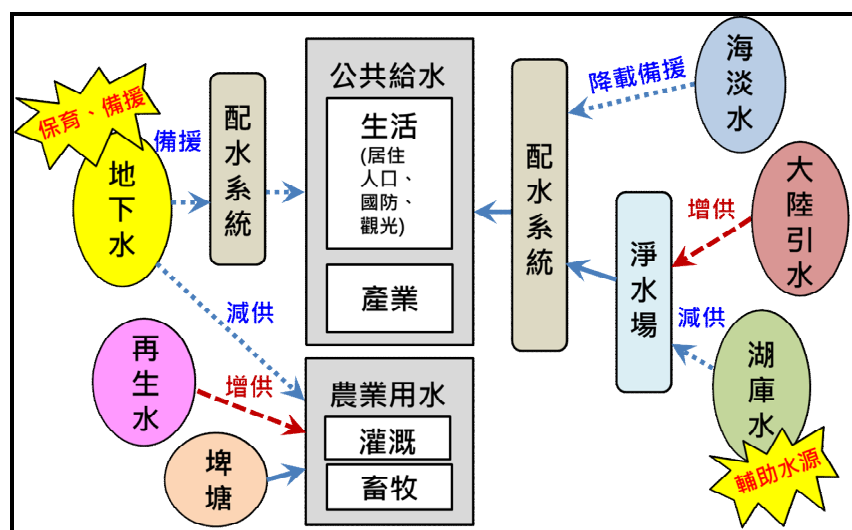 保育、備援
地下水
備援
配水系統
減供
再生水
增供
埤塘
公共給水
生活
(居住
人口、
國防、
觀光)
產業
農業用水
灌溉
畜牧
配水系統
降載備援
海淡水
大陸引水
增供
淨水場
減供
湖庫水
輔助水源